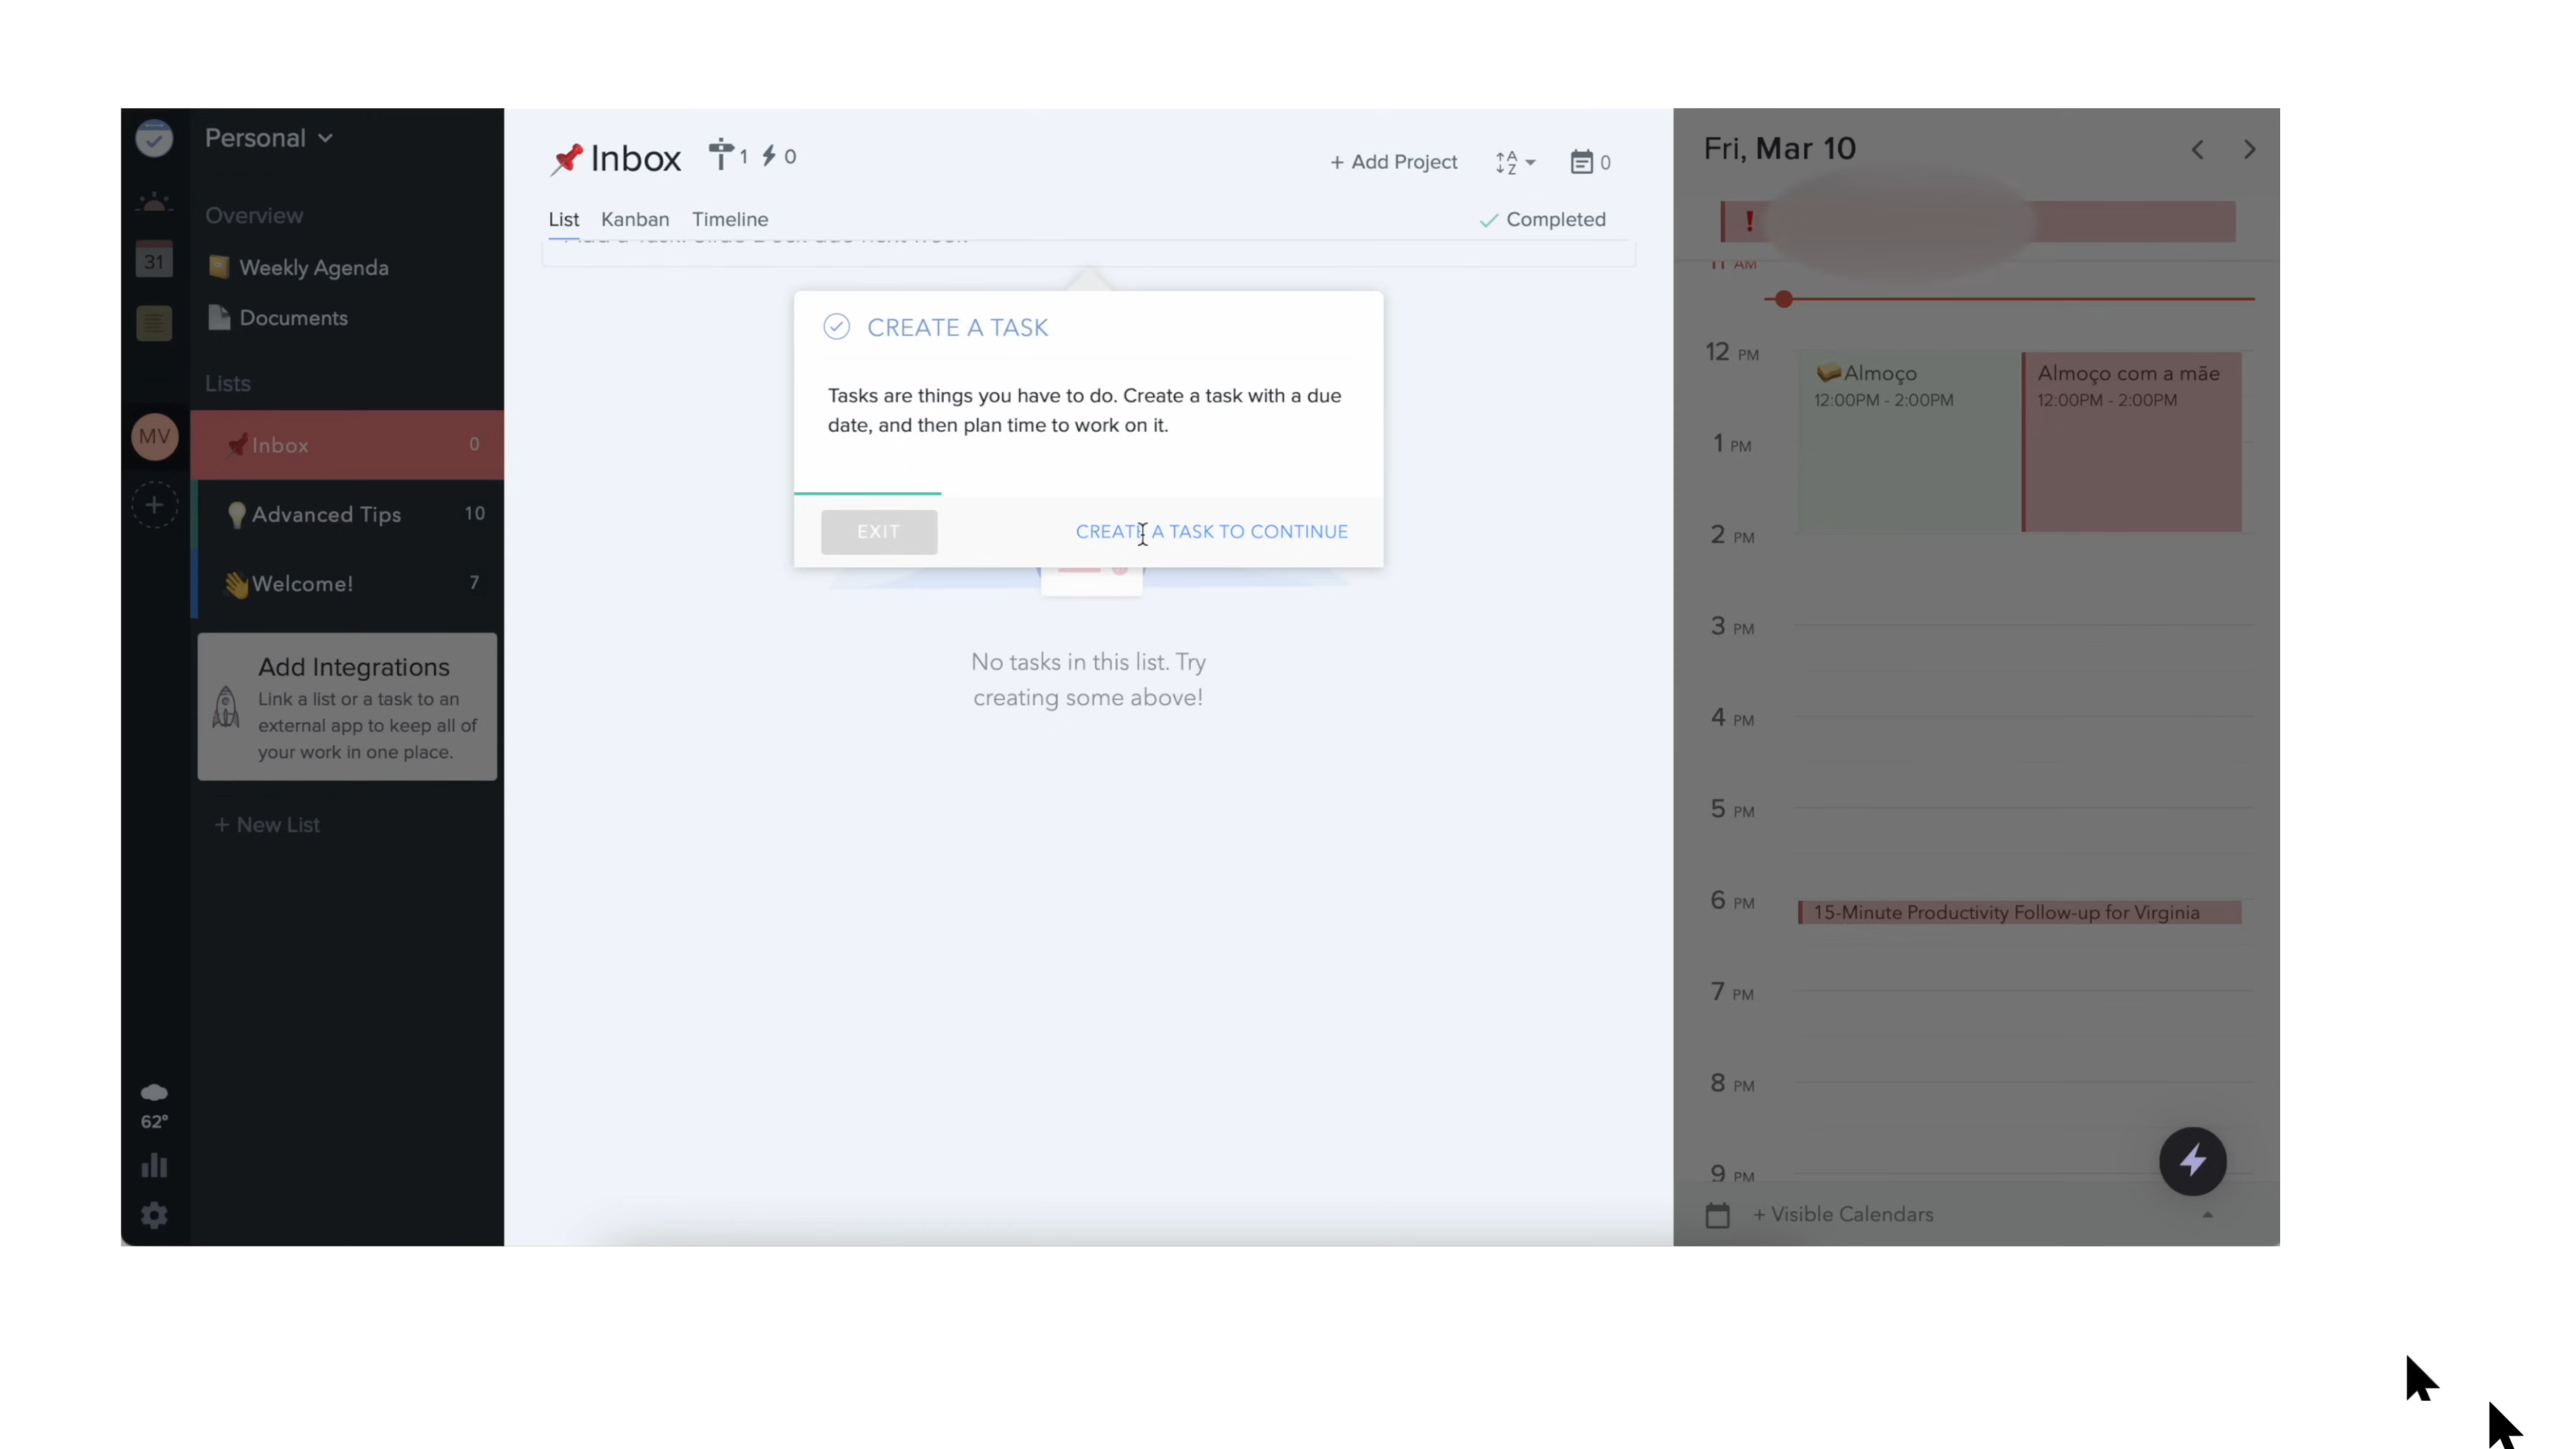 Personal
Overview
31
Weekly Agenda
Documents
Lists
MV
Inbox 0
Advanced Tips 10
Welcome! 7
Add Integrations
Link a list or a task to an
external app to keep all of
your work in one place.
+ New List
62°
Inbox 1 0
+ Add Project
A
Z
0
List Kanban Timeline
Completed
CREATE A TASK
Tasks are things you have to do. Create a task with a due
date, and then plan time to work on it.
EXIT
CREATE A TASK TO CONTINUE
No tasks in this list. Try
creating some above!
Fri, Mar 10
11 AM
12 PM
Almoço
12:00PM - 2:00PM
Almoço com a mãe
12:00PM - 2:00PM
1 PM
2 PM
3 PM
4 PM
5 PM
6 PM
15-Minute Productivity Follow-up for Virginia
7 PM
8 PM
9 PM
+ Visible Calendars